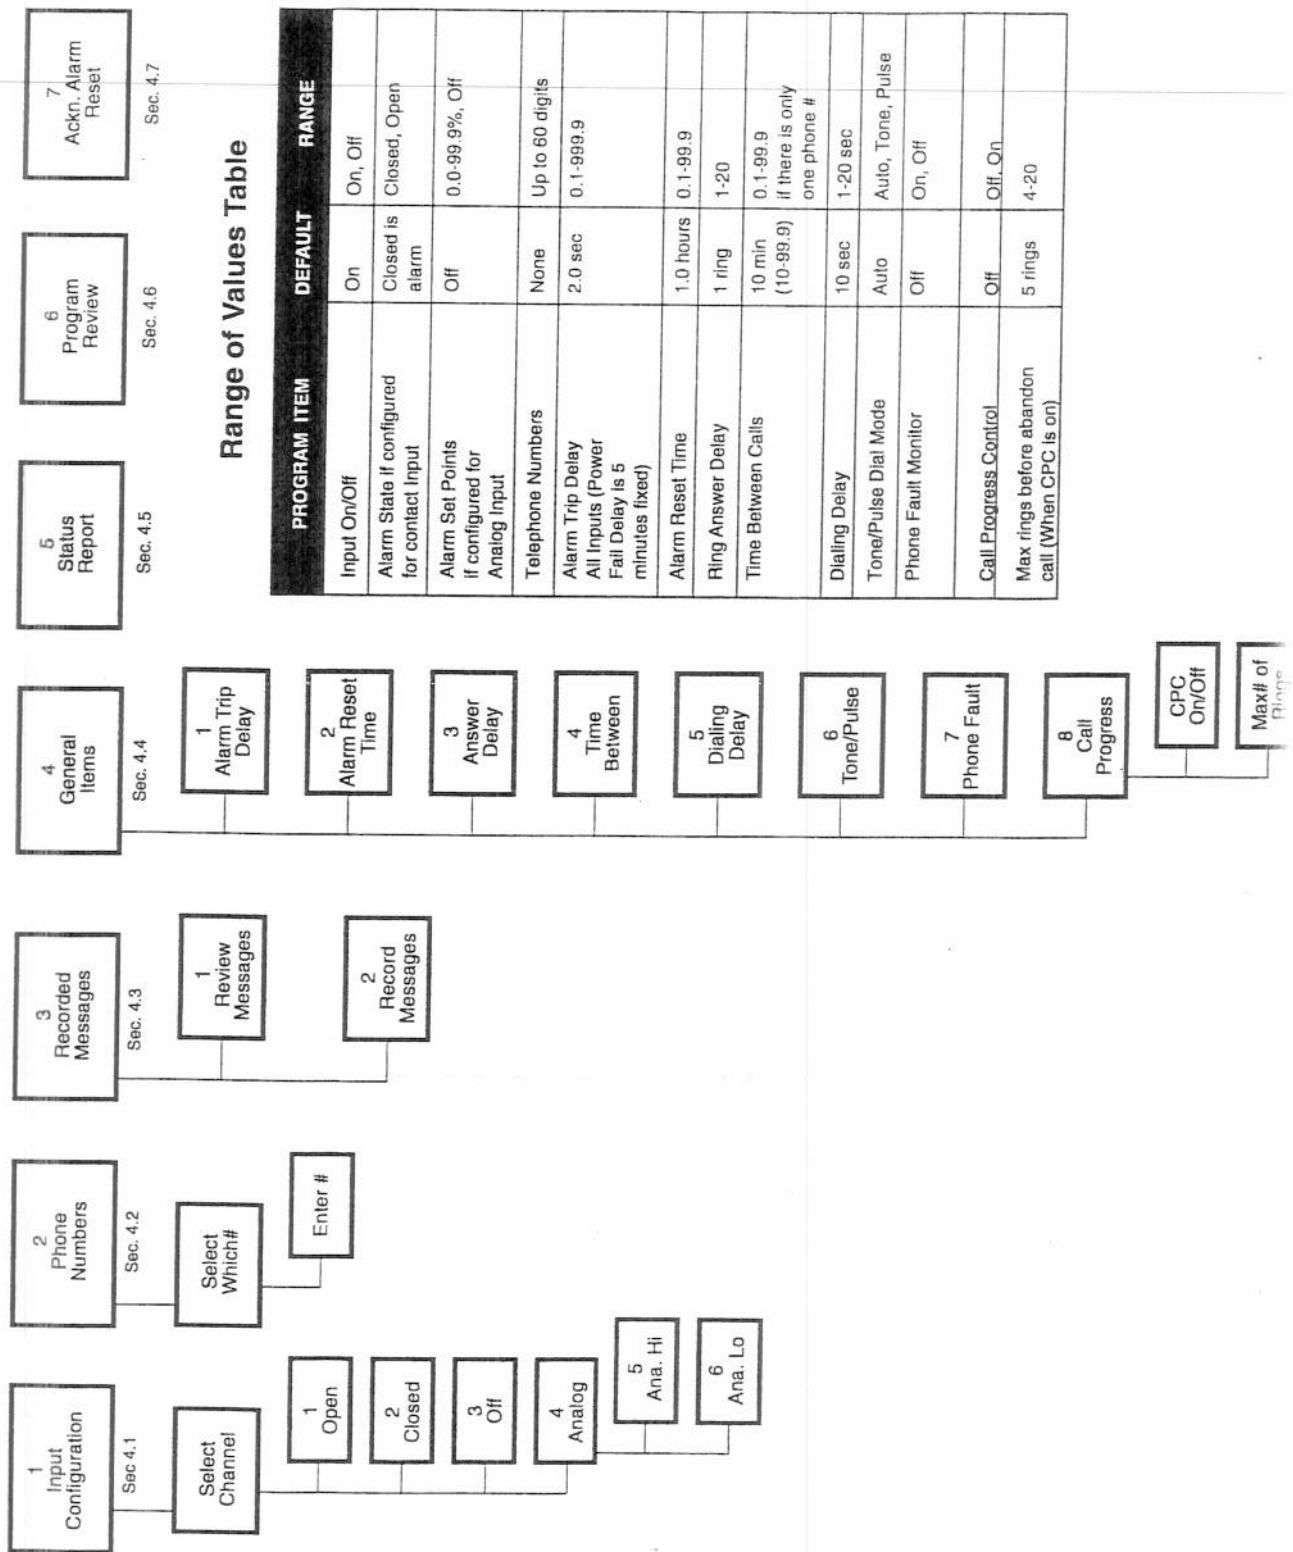 1
Input
Configuration
Sec 4.1
Select
Channel
1
Open
2
Closed
3
Off
4
Analog
5
Ana. Hi
6
Ana. Lo
2
Phone
Numbers
Sec. 4.2
Select
Which#
Enter #
3
Recorded
Messages
Sec. 4.3
1
Review
Messages
2
Record
Messages
4
General
Items
Sec. 4.4
1
Alarm Trip
Delay
2
Alarm Reset
Time
3
Answer
Delay
4
Time
Between
5
Dialing
Delay
6
Tone/Pulse
7
Phone Fault
8
Call
Progress
CPC
On/Off
Max# of
Rings
5
Status
Report
Sec. 4.5
6
Program
Review
Sec. 4.6
7
Ackn. Alarm
Reset
Sec. 4.7
Range of Values Table
PROGRAM ITEM DEFAULT RANGE
Input On/Off On On, Off
Alarm State if configured Closed is Closed, Open
for contact Input alarm
Alarm Set Points Off 0.0-99.9%, Off
if configured for
Analog Input
Telephone Numbers None Up to 60 digits
Alarm Trip Delay 2.0 sec 0.1-999.9
All Inputs (Power
Fail Delay is 5
minutes fixed)
Alarm Reset Time 1.0 hours 0.1-99.9
Ring Answer Delay 1 ring 1-20
Time Between Calls 10 min 0.1-99.9
(10-99.9) if there is only
one phone #
Dialing Delay 10 sec 1-20 sec
Tone/Pulse Dial Mode Auto Auto, Tone, Pulse
Phone Fault Monitor Off On, Off
Call Progress Control Off Off, On
Max rings before abandon 5 rings 4-20
call (When CPC is on)